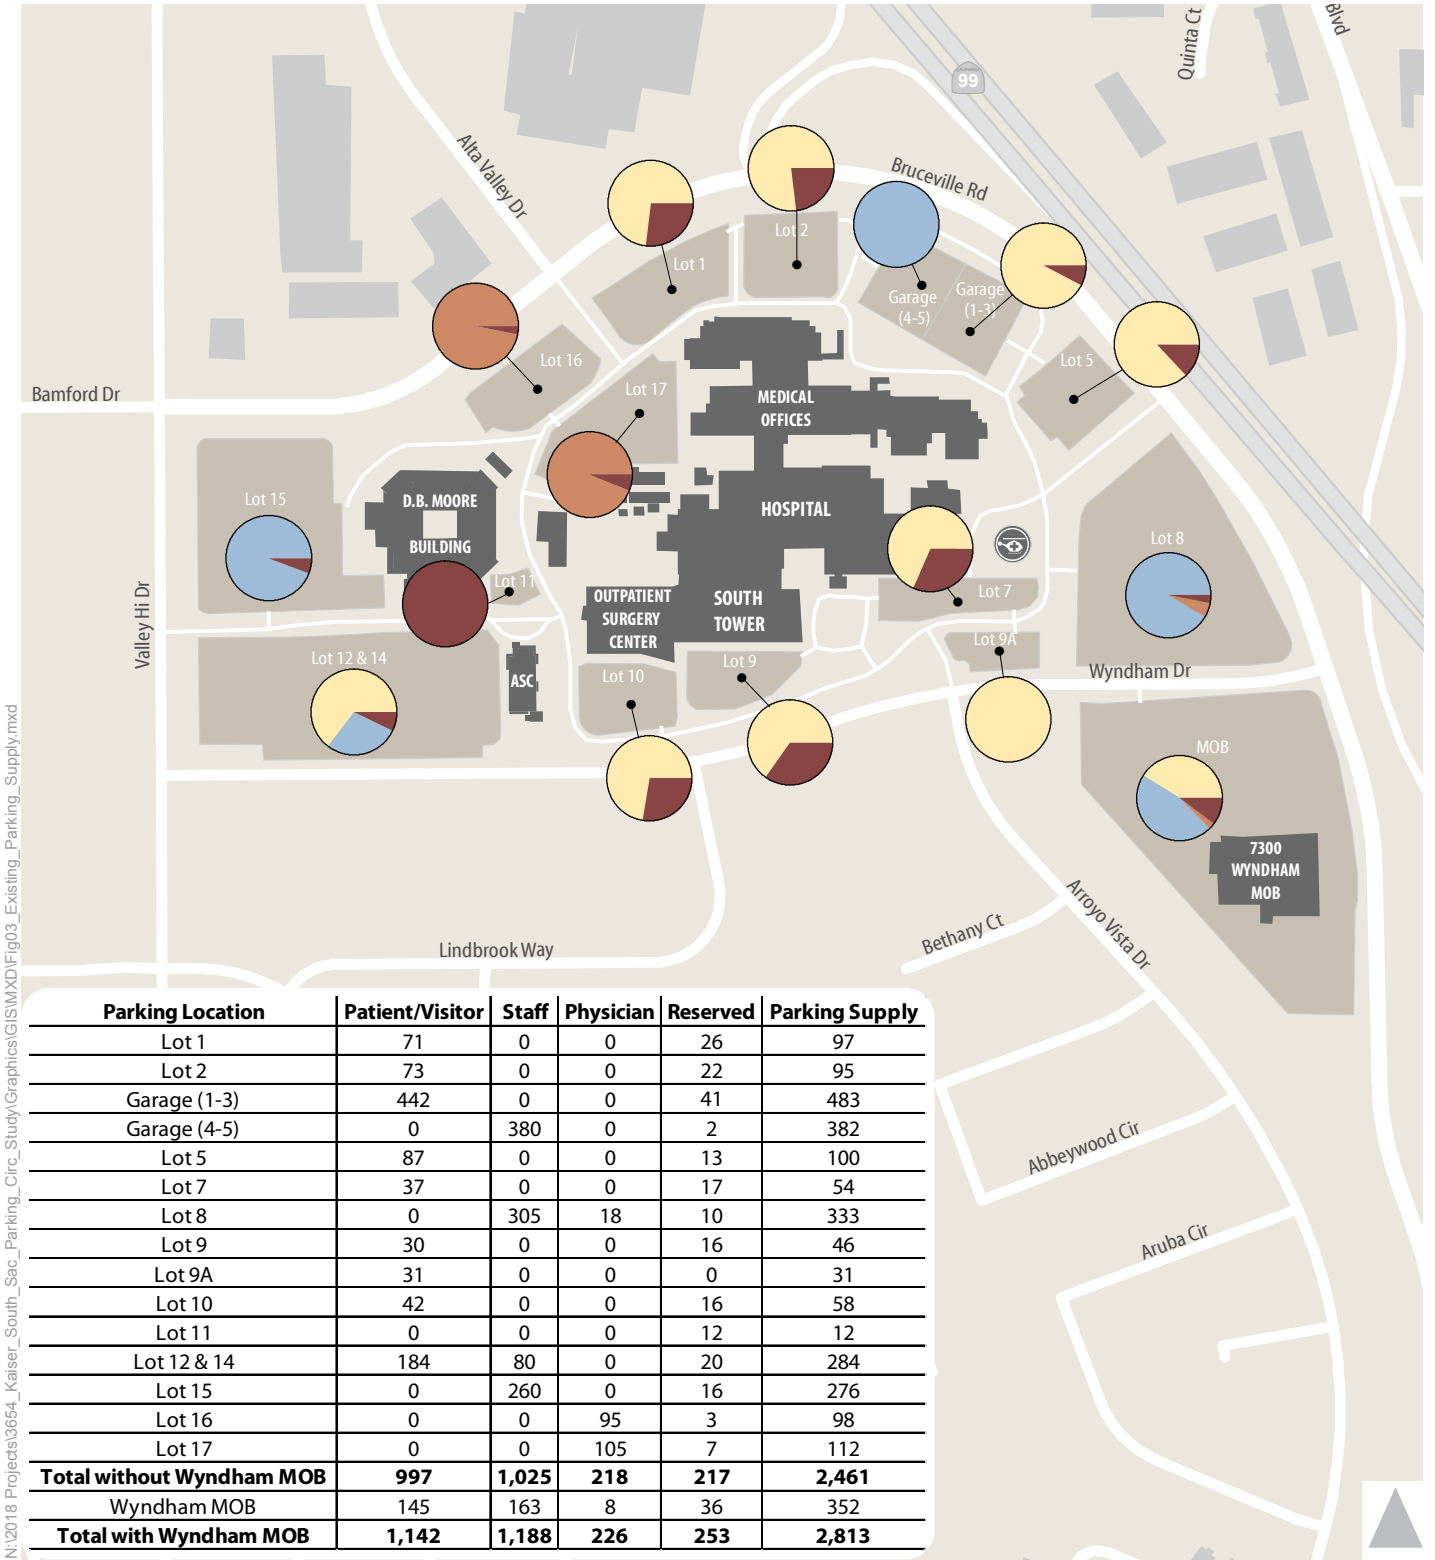 Quinta Ct
Blvd
99
Alta Valley Dr
Bruceville Rd
Lot 2
Lot 1
Garage
(4-5)
Garage
(1-3)
Lot 16
Lot 5
Bamford Dr
Lot 17
MEDICAL
OFFICES
Lot 15
D.B. MOORE
BUILDING
HOSPITAL
Lot 8
Lot 11
Lot 7
OUTPATIENT
SURGERY
CENTER
SOUTH
TOWER
Valley Hi Dr
Lot 9A
Lot 12 & 14
Lot 9
Lot 10
ASC
Wyndham Dr
MOB
7300
WYNDHAM
MOB
Arroyo Vista Dr
Bethany Ct
Lindbrook Way
Abbeywood Cir
Aruba Cir
Parking Location Patient/Visitor Staff Physician Reserved Parking Supply
Lot 1 71 0 0 26 97
Lot 2 73 0 0 22 95
Garage (1-3) 442 0 0 41 483
Garage (4-5) 0 380 0 2 382
Lot 5 87 0 0 13 100
Lot 7 37 0 0 17 54
Lot 8 0 305 18 10 333
Lot 9 30 0 0 16 46
Lot 9A 31 0 0 0 31
Lot 10 42 0 0 16 58
Lot 11 0 0 0 12 12
Lot 12 & 14 184 80 0 20 284
Lot 15 0 260 0 16 276
Lot 16 0 0 95 3 98
Lot 17 0 0 105 7 112
Total without Wyndham MOB 997 1,025 218 217 2,461
Wyndham MOB 145 163 8 36 352
Total with Wyndham MOB 1,142 1,188 226 253 2,813
N:\2018 Projects\3654_Kaiser_South_Sac_Parking_Circ_Study\Graphics\GIS\MXD\Fig03_Existing_Parking_Supply.mxd